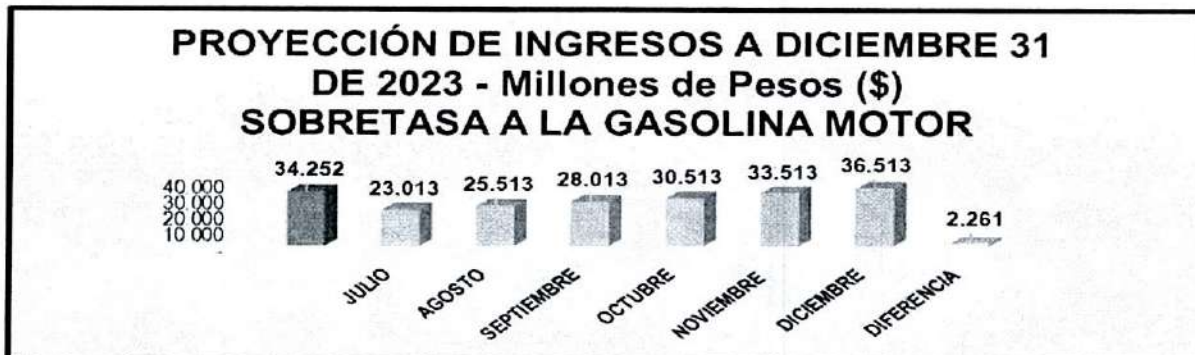 PROYECCIÓN DE INGRESOS A DICIEMBRE 31
DE 2023 - Millones de Pesos ($)
SOBRETASA A LA GASOLINA MOTOR
34.252 23.013 25.513 28.013 30.513 33.513 36.513 2.261
40 000
30 000
20 000
10 000
-
JULIO AGOSTO SEPTIEMBRE OCTUBRE NOVIEMBRE DICIEMBRE DIFERENCIA